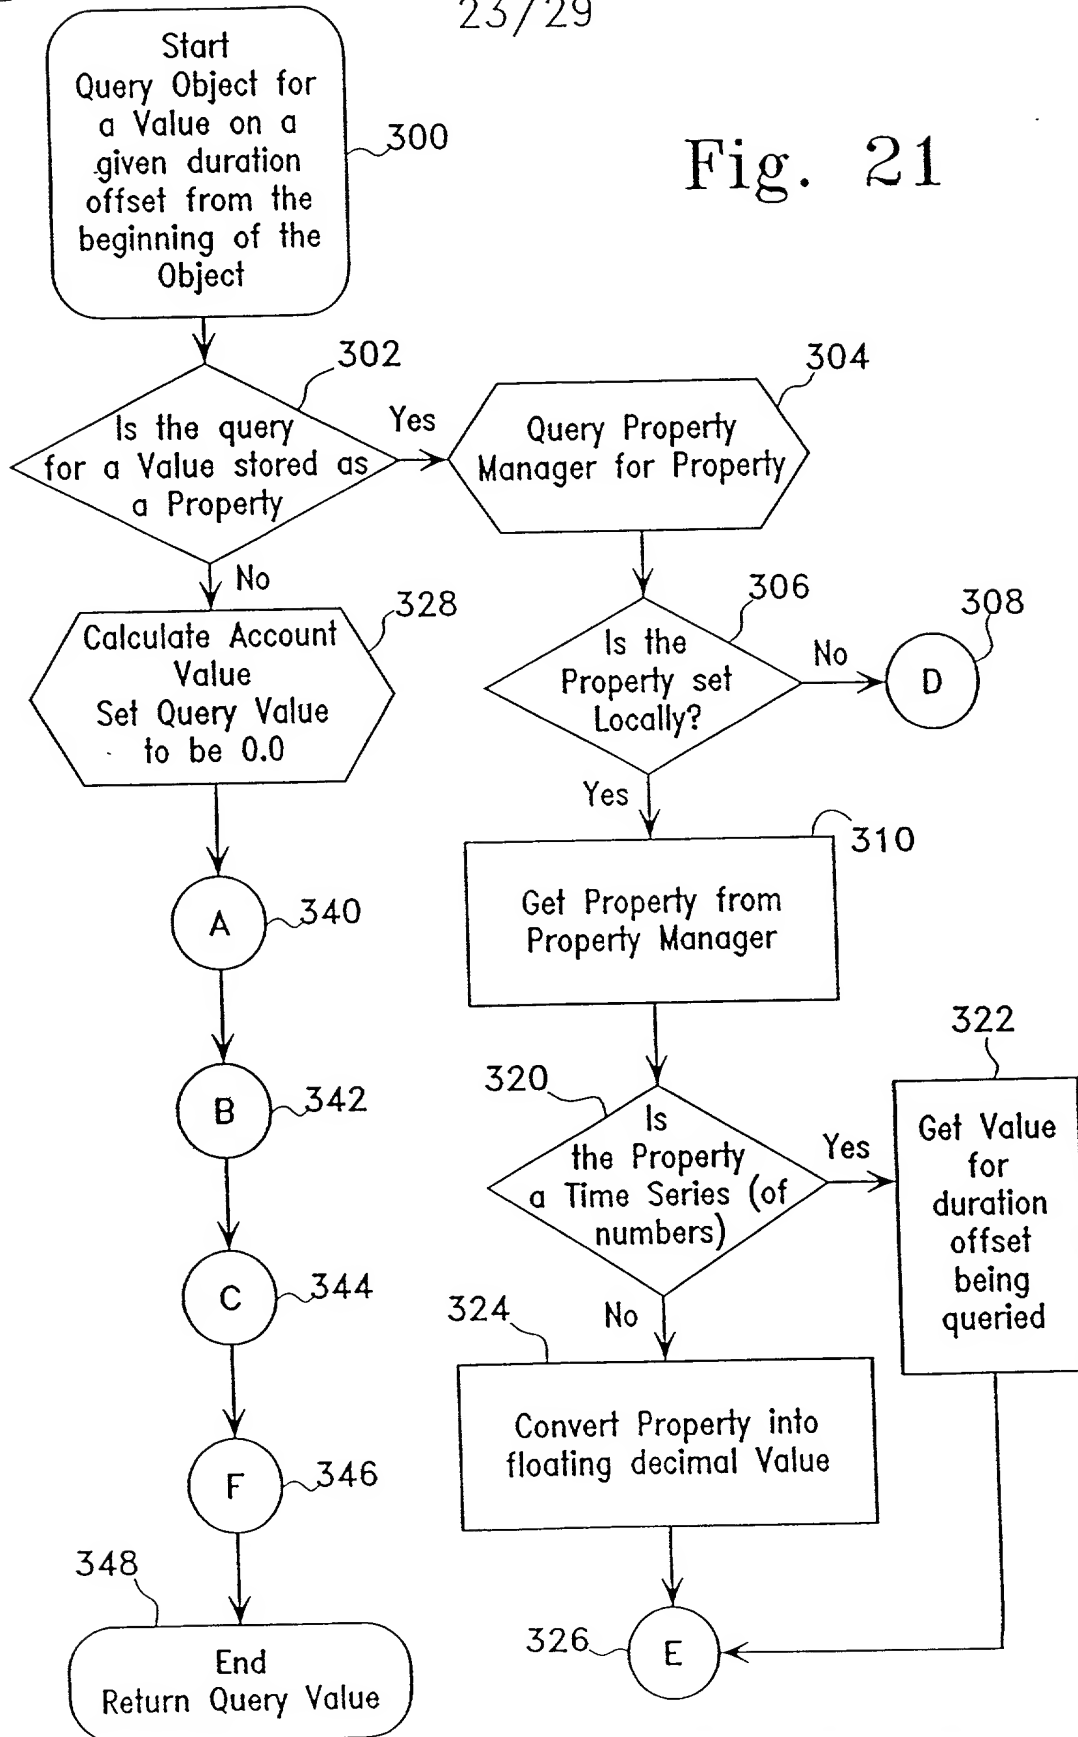 23/29
Fig. 21
Start
Query Object for
a Value on a
given duration
offset from the
beginning of the
Object
300
302
Is the query
for a Value stored as
a Property
Yes
No
304
Query Property
Manager for Property
306
Is the
Property set
Locally?
No
308
D
Yes
328
Calculate Account
Value
Set Query Value
to be 0.0
310
Get Property from
Property Manager
A
340
B
342
C
344
F
346
348
End
Return Query Value
320
Is
the Property
a Time Series (of
numbers)
Yes
322
Get Value
for
duration
offset
being
queried
No
324
Convert Property into
floating decimal Value
326
E